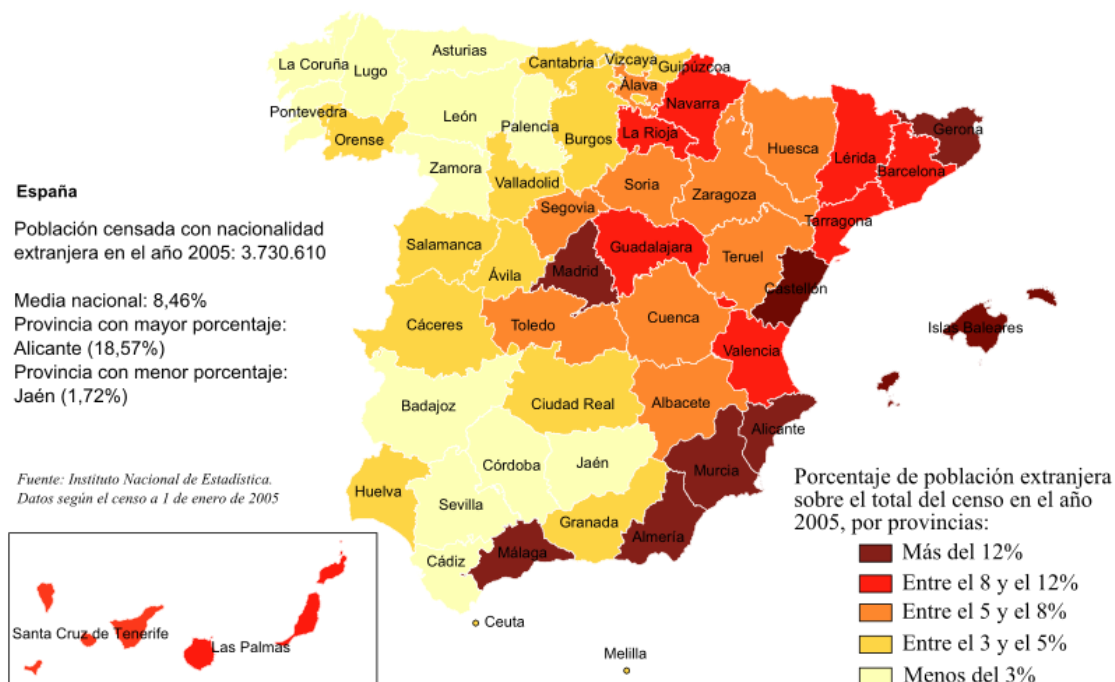 Asturias
Cantabria
Vizcaya
Guipúzcoa
La Coruña
Lugo
Álava
Navarra
Pontevedra
León
Palencia
Burgos
La Rioja
Huesca
Gerona
Orense
Lérida
Barcelona
Zamora
Valladolid
Soria
Zaragoza
Segovia
Tarragona
España
Población censada con nacionalidad
extranjera en el año 2005: 3.730.610
Media nacional: 8,46%
Provincia con mayor porcentaje:
Alicante (18,57%)
Provincia con menor porcentaje:
Jaén (1,72%)
Salamanca
Ávila
Madrid
Guadalajara
Teruel
Castellón
Cáceres
Toledo
Cuenca
Islas Baleares
Valencia
Badajoz
Ciudad Real
Albacete
Alicante
Córdoba
Jaén
Murcia
Huelva
Sevilla
Granada
Almería
Cádiz
Málaga
Ceuta
Melilla
Fuente: Instituto Nacional de Estadística.
Datos según el censo a 1 de enero de 2005
Santa Cruz de Tenerife
Las Palmas
Porcentaje de población extranjera
sobre el total del censo en el año
2005, por provincias:
Más del 12%
Entre el 8 y el 12%
Entre el 5 y el 8%
Entre el 3 y el 5%
Menos del 3%